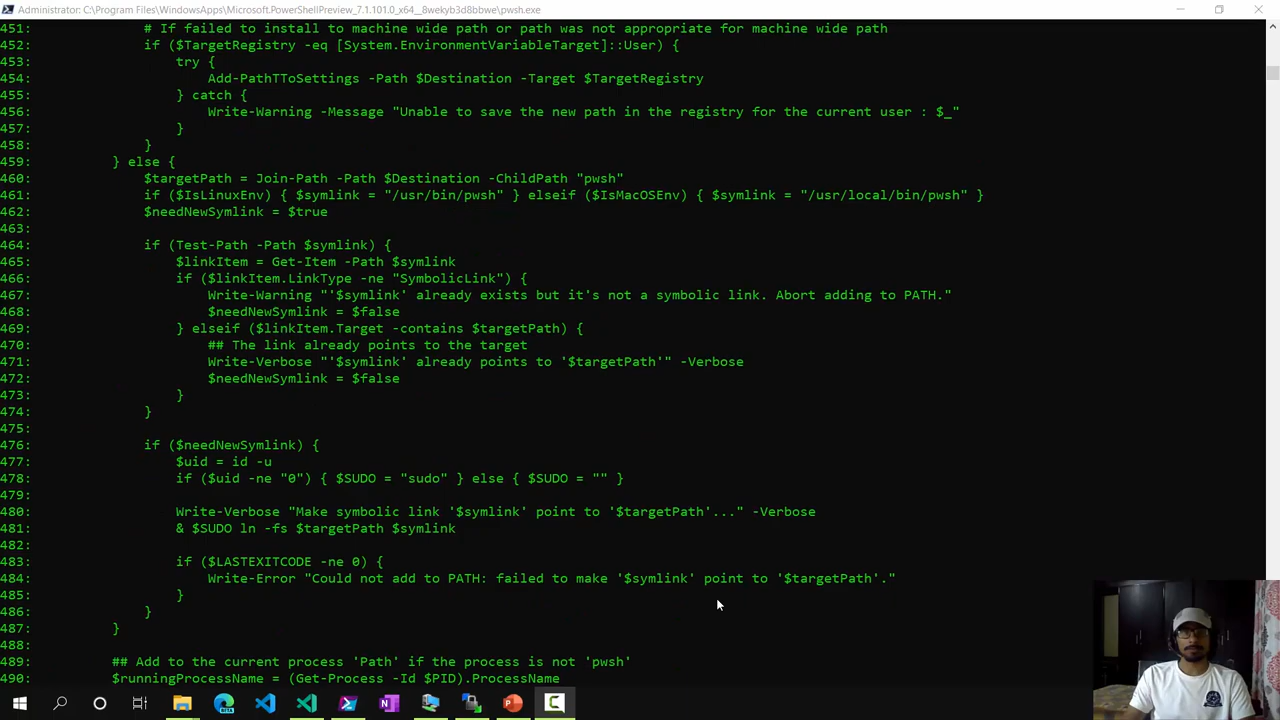 Administrator: C:\Program Files\WindowsApps\Microsoft.PowerShellPreview_7.1.101.0_x64__8wekyb3d8bbwe\pwsh.exe
451:              # If failed to install to machine wide path or path was not appropriate for machine wide path
452:              if ($TargetRegistry -eq [System.EnvironmentVariableTarget]::User) {
453:                  try {
454:                      Add-PathTToSettings -Path $Destination -Target $TargetRegistry
455:                  } catch {
456:                      Write-Warning -Message "Unable to save the new path in the registry for the current user : $_"
457:                  }
458:              }
459:          } else {
460:              $targetPath = Join-Path -Path $Destination -ChildPath "pwsh"
461:              if ($IsLinuxEnv) { $symlink = "/usr/bin/pwsh" } elseif ($IsMacOSEnv) { $symlink = "/usr/local/bin/pwsh" }
462:              $needNewSymlink = $true
463:
464:              if (Test-Path -Path $symlink) {
465:                  $linkItem = Get-Item -Path $symlink
466:                  if ($linkItem.LinkType -ne "SymbolicLink") {
467:                      Write-Warning "'$symlink' already exists but it's not a symbolic link. Abort adding to PATH."
468:                      $needNewSymlink = $false
469:                  } elseif ($linkItem.Target -contains $targetPath) {
470:                      ## The link already points to the target
471:                      Write-Verbose "'$symlink' already points to '$targetPath'" -Verbose
472:                      $needNewSymlink = $false
473:                  }
474:              }
475:
476:              if ($needNewSymlink) {
477:                  $uid = id -u
478:                  if ($uid -ne "0") { $SUDO = "sudo" } else { $SUDO = "" }
479:
480:                  Write-Verbose "Make symbolic link '$symlink' point to '$targetPath'..." -Verbose
481:                  & $SUDO ln -fs $targetPath $symlink
482:
483:                  if ($LASTEXITCODE -ne 0) {
484:                      Write-Error "Could not add to PATH: failed to make '$symlink' point to '$targetPath'."
485:                  }
486:              }
487:          }
488:
489:          ## Add to the current process 'Path' if the process is not 'pwsh'
490:          $runningProcessName = (Get-Process -Id $PID).ProcessName